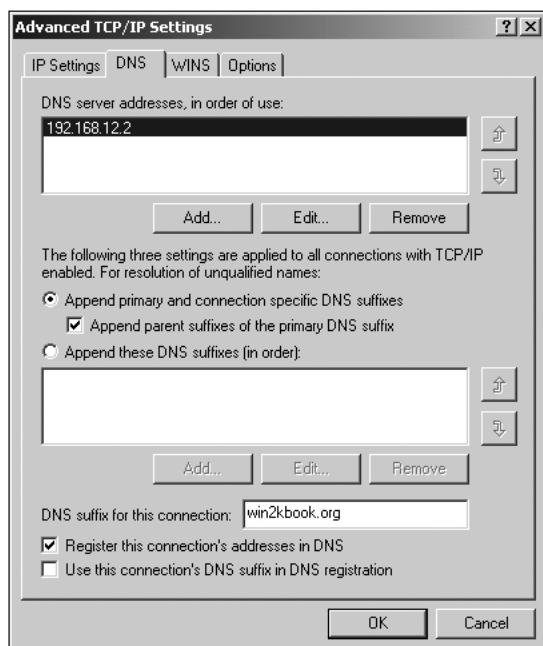 Advanced TCP/IP Settings
IP Settings DNS WINS Options
DNS server addresses, in order of use:
192.168.12.2
Add... Edit... Remove
The following three settings are applied to all connections with TCP/IP
enabled. For resolution of unqualified names:
Append primary and connection specific DNS suffixes
Append parent suffixes of the primary DNS suffix
Append these DNS suffixes (in order):
Add... Edit... Remove
DNS suffix for this connection: win2kbook.org
Register this connection's addresses in DNS
Use this connection's DNS suffix in DNS registration
OK Cancel